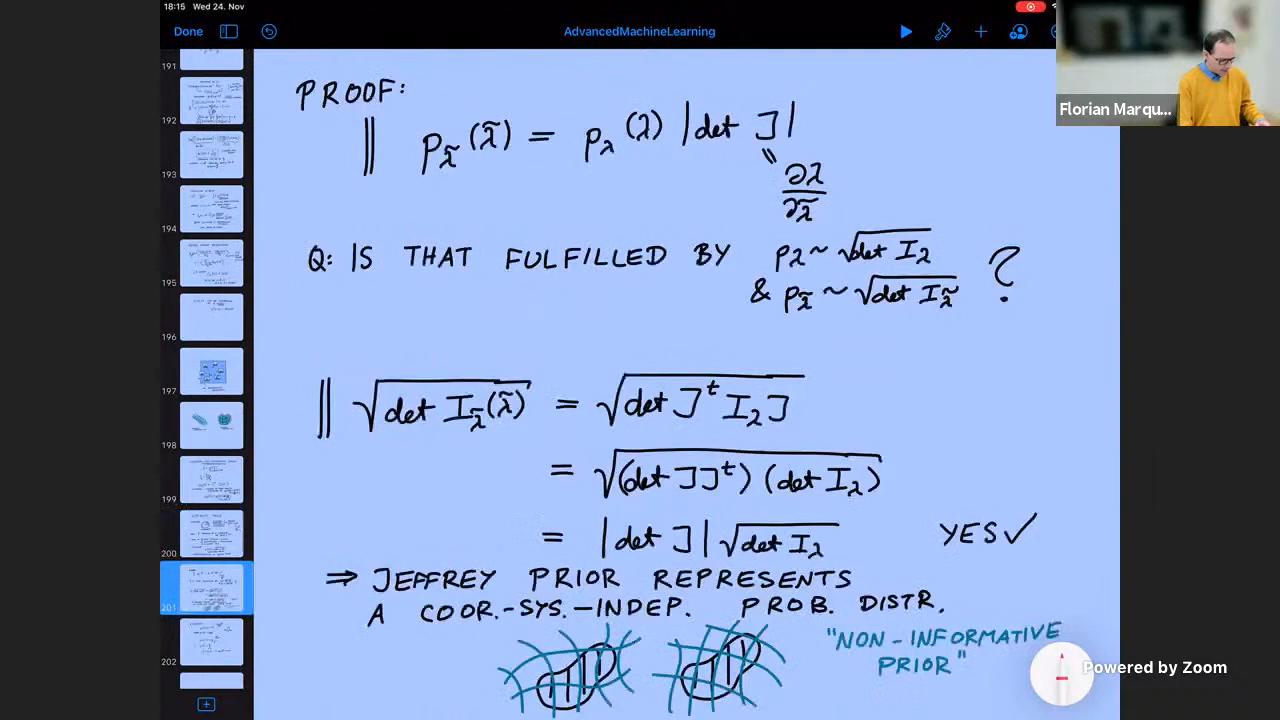 18:15 Wed 24. Nov
Done
AdvancedMachineLearning
Florian Marqu...
191
192
193
194
195
196
197
198
199
200
201
202
PROOF:
p_λ̃(λ̃) = p_λ(λ) |det J|
∂λ/∂λ̃
Q: IS THAT FULFILLED BY p_λ ~ √det I_λ
& p_λ̃ ~ √det I_λ̃ ?
√det I_λ̃(λ̃) = √det J^t I_λ J
= √(det J J^t) (det I_λ)
= |det J| √det I_λ YES ✓
⇒ JEFFREY PRIOR REPRESENTS
A COOR.-SYS.-INDEP. PROB. DISTR.
"NON-INFORMATIVE
PRIOR"
Powered by Zoom